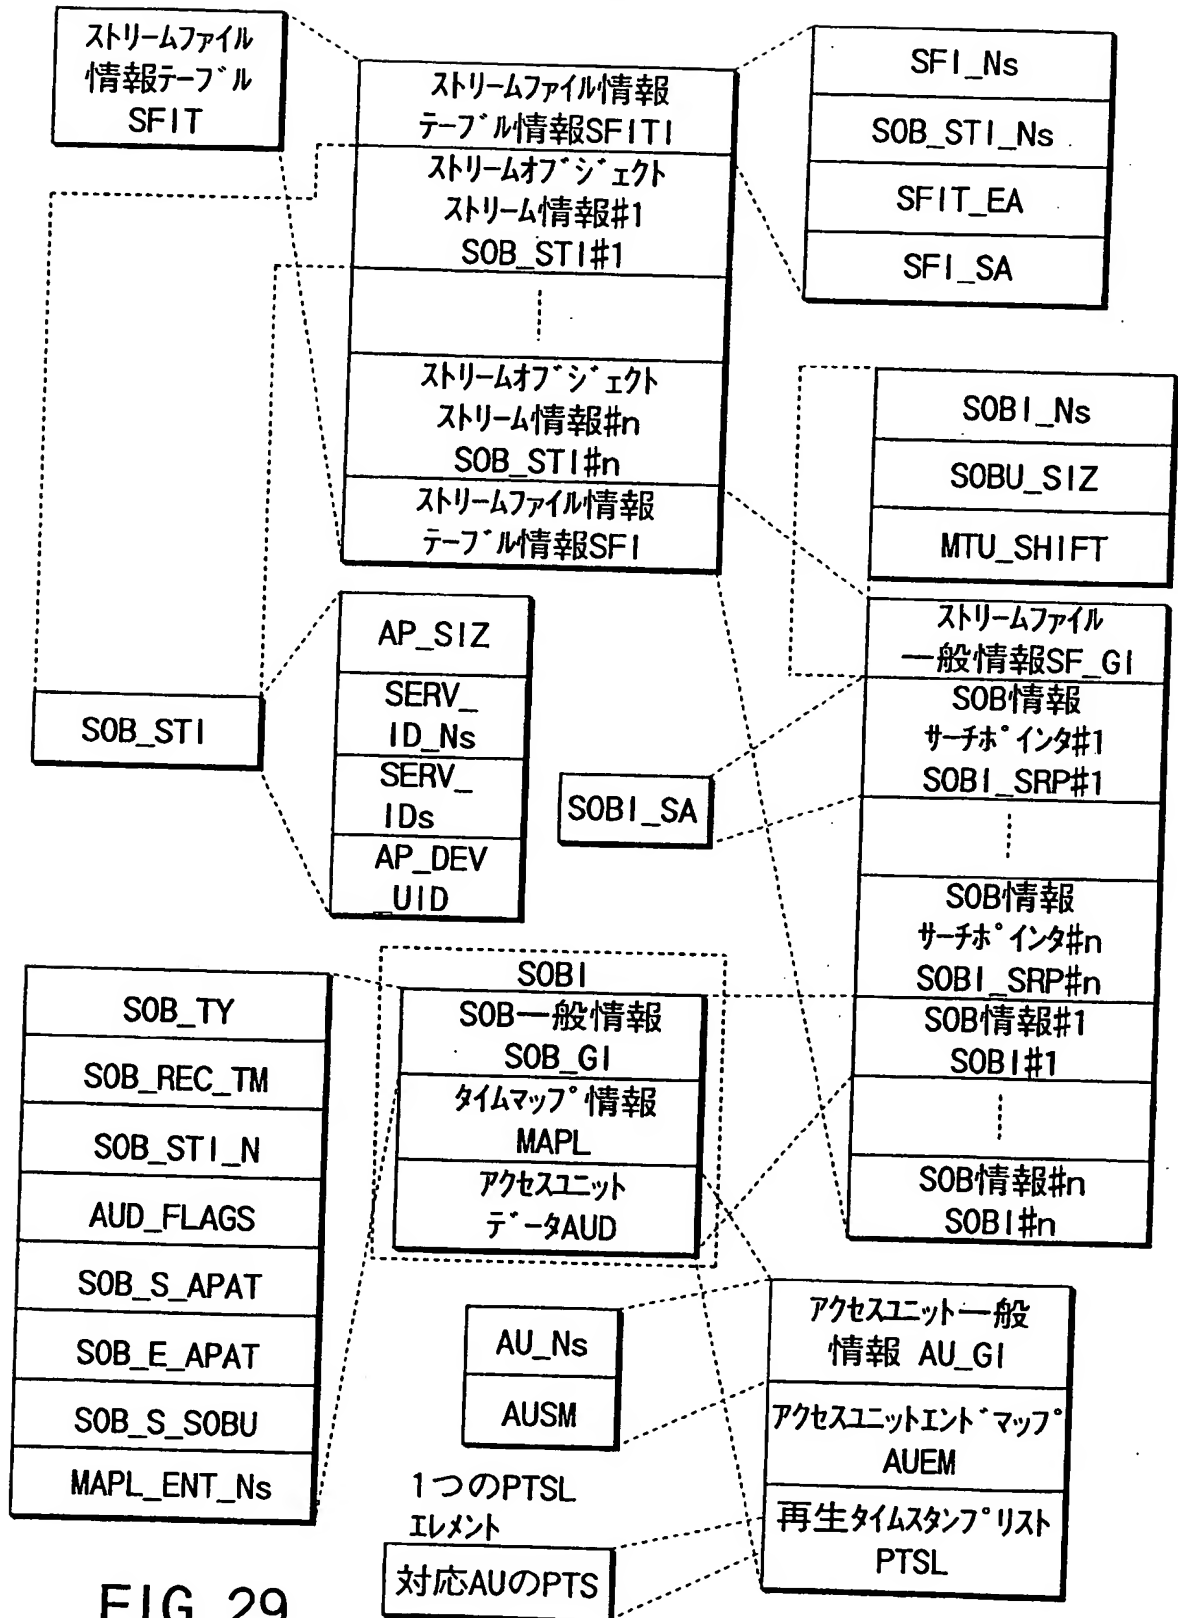 ストリームファイル
情報テーブル
SFIT
ストリームファイル情報
テーブル情報SFITI
ストリームオブジェクト
ストリーム情報#1
SOB_STI#1
ストリームオブジェクト
ストリーム情報#n
SOB_STI#n
ストリームファイル情報
テーブル情報SFI
SFI_Ns
SOB_STI_Ns
SFIT_EA
SFI_SA
SOBI_Ns
SOBU_SIZ
MTU_SHIFT
ストリームファイル
一般情報SF_GI
SOB情報
サーチポインタ#1
SOBI_SRP#1
SOB情報
サーチポインタ#n
SOBI_SRP#n
SOB情報#1
SOBI#1
SOB情報#n
SOBI#n
SOB_STI
AP_SIZ
SERV_
ID_Ns
SERV_
IDs
AP_DEV
_UID
SOBI_SA
SOBI
SOB一般情報
SOB_GI
タイムマップ情報
MAPL
アクセスユニット
データAUD
SOB_TY
SOB_REC_TM
SOB_STI_N
AUD_FLAGS
SOB_S_APAT
SOB_E_APAT
SOB_S_SOBU
MAPL_ENT_Ns
AU_Ns
AUSM
アクセスユニット一般
情報 AU_GI
アクセスユニットエンドマップ
AUEM
再生タイムスタンプリスト
PTSL
1つのPTSL
エレメント
対応AUのPTS
FIG. 29